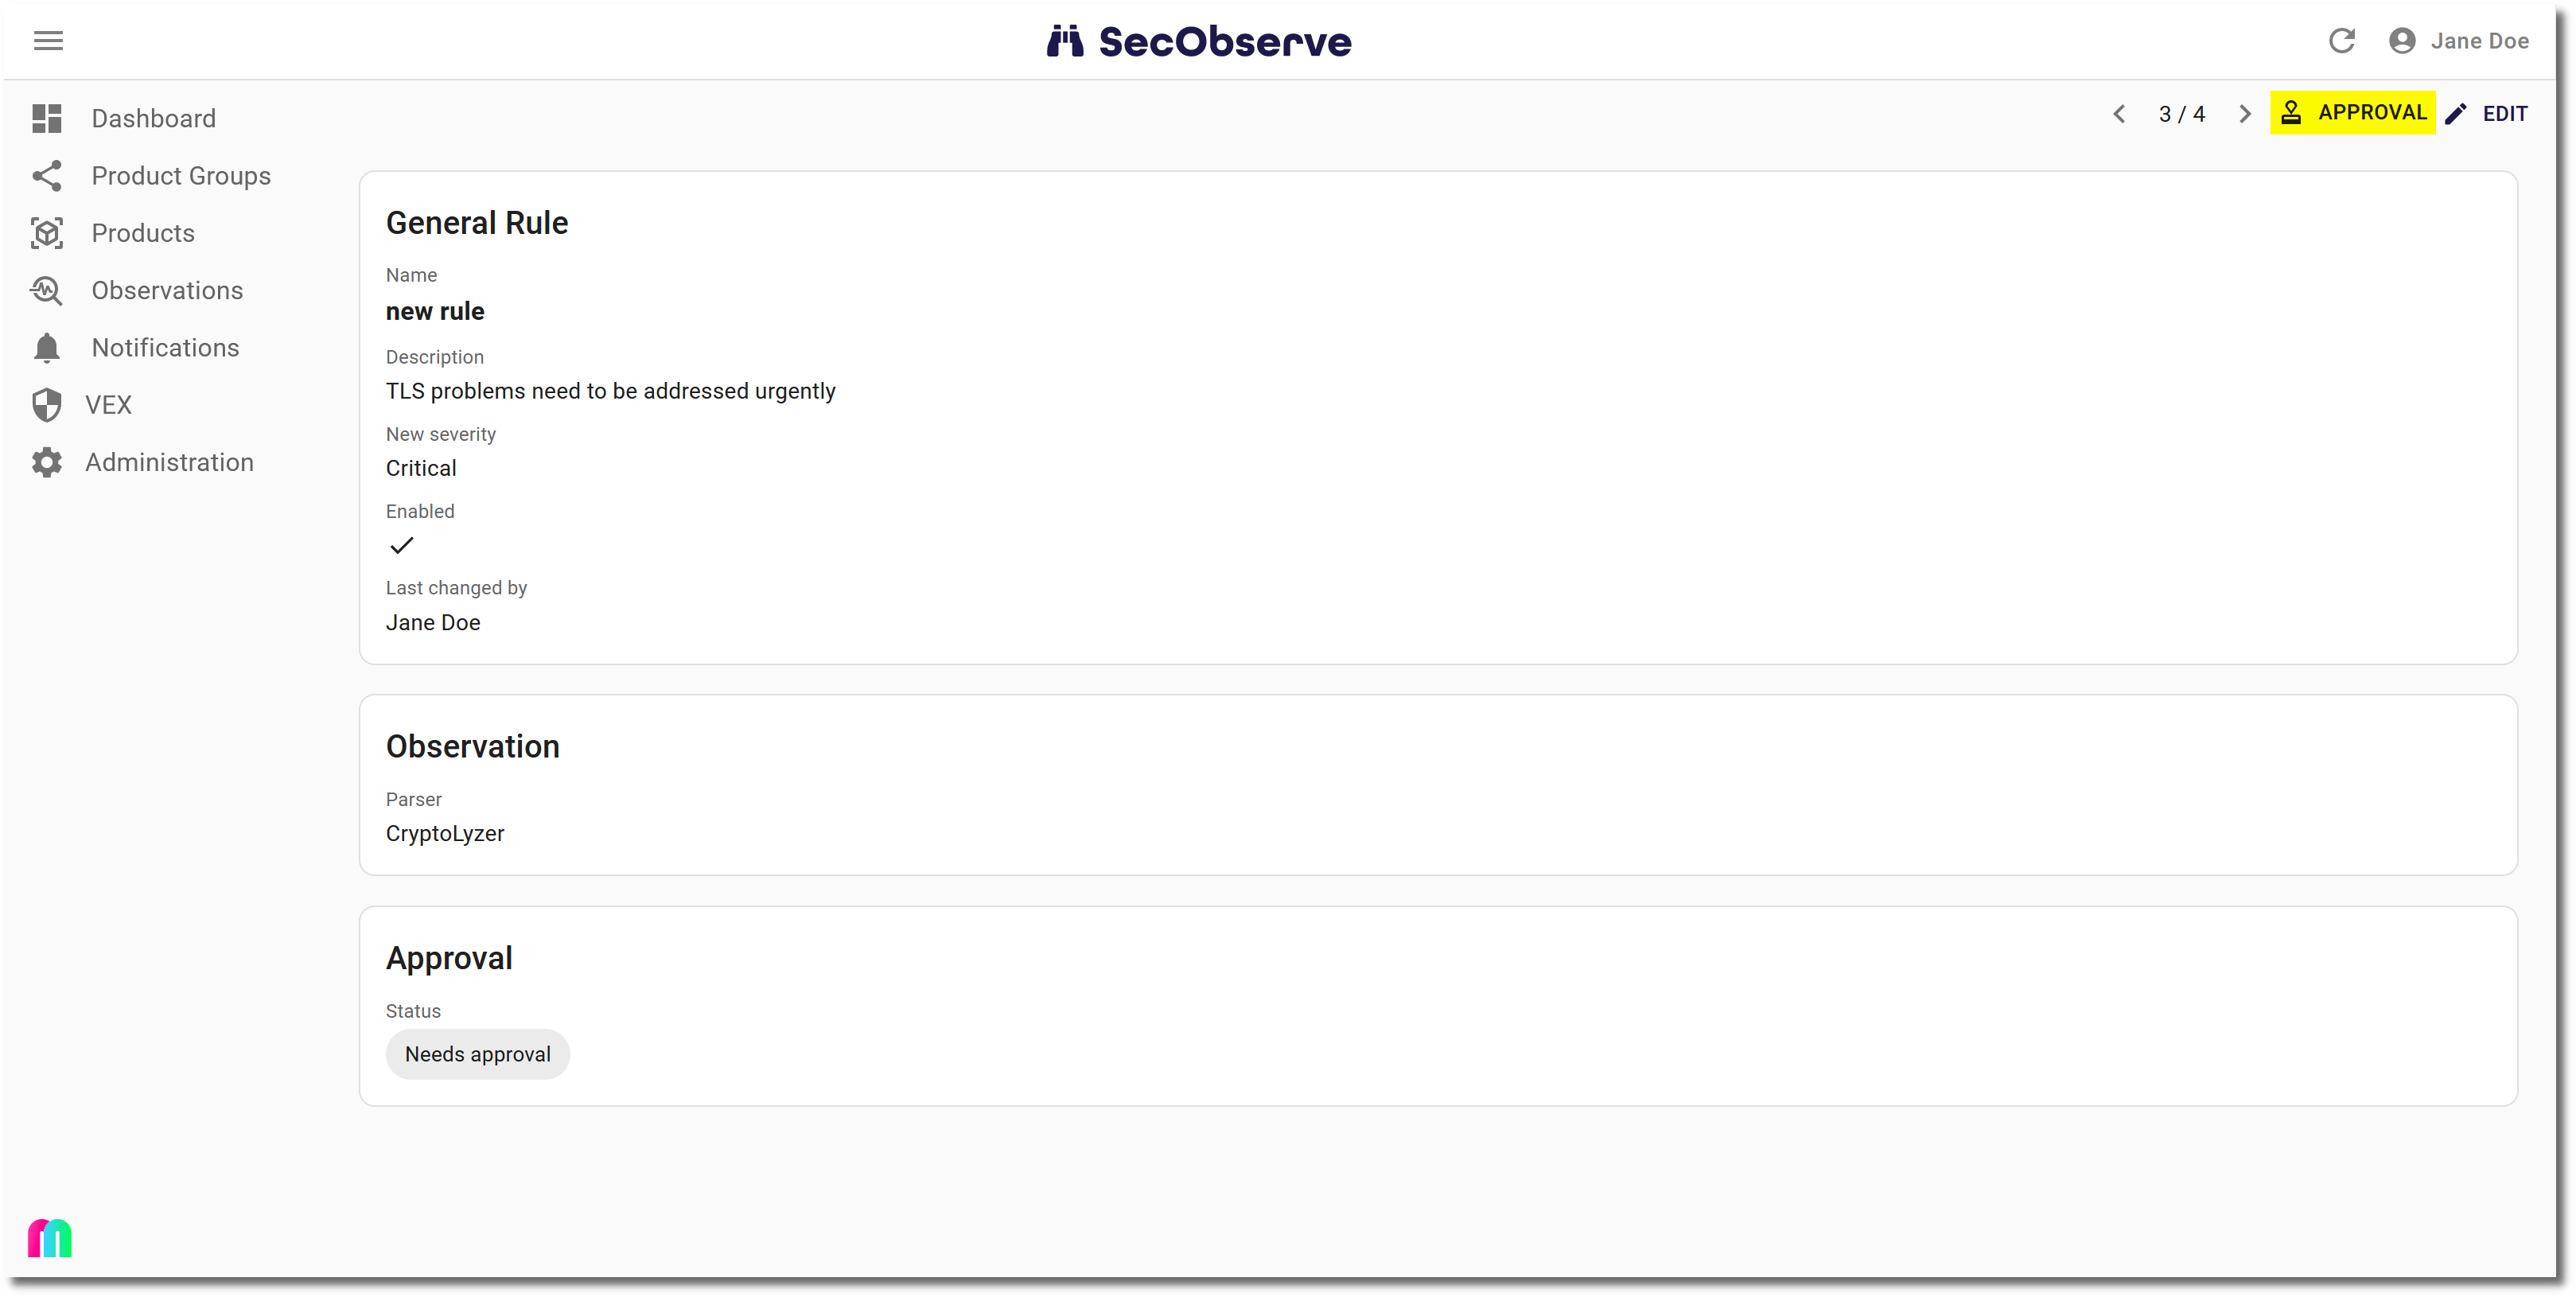 SecObserve
Jane Doe
Dashboard
Product Groups
Products
Observations
Notifications
VEX
Administration
3 / 4
APPROVAL
EDIT
General Rule
Name
new rule
Description
TLS problems need to be addressed urgently
New severity
Critical
Enabled
Last changed by
Jane Doe
Observation
Parser
CryptoLyzer
Approval
Status
Needs approval